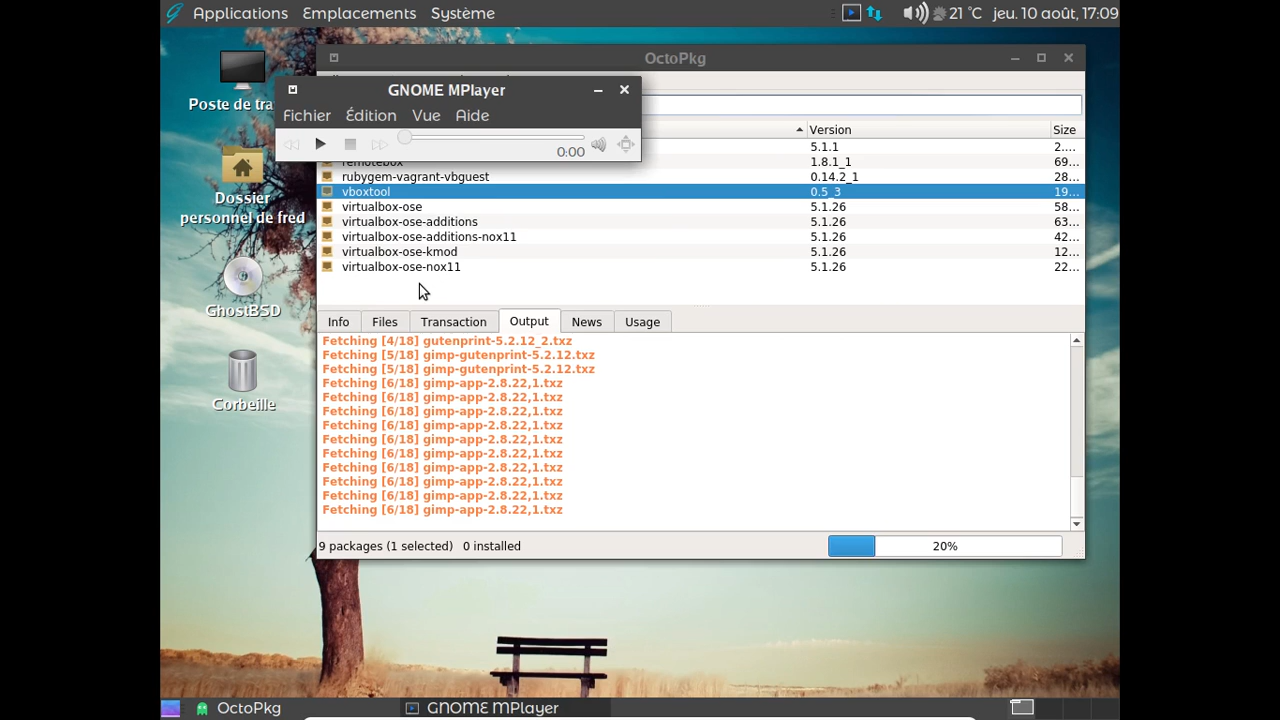 Applications Emplacements Système
21 °C jeu. 10 août, 17:09
OctoPkg
Poste de tra
GNOME MPlayer
Fichier Édition Vue Aide
0:00
Version Size
5.1.1 2....
remotebox 1.8.1_1 69...
rubygem-vagrant-vbguest 0.14.2_1 28...
vboxtool 0.5_3 19...
virtualbox-ose 5.1.26 58...
virtualbox-ose-additions 5.1.26 63...
virtualbox-ose-additions-nox11 5.1.26 42...
virtualbox-ose-kmod 5.1.26 12...
virtualbox-ose-nox11 5.1.26 22...
Dossier
personnel de fred
GhostBSD
Corbeille
Info Files Transaction Output News Usage
Fetching [4/18] gutenprint-5.2.12_2.txz
Fetching [5/18] gimp-gutenprint-5.2.12.txz
Fetching [5/18] gimp-gutenprint-5.2.12.txz
Fetching [6/18] gimp-app-2.8.22,1.txz
Fetching [6/18] gimp-app-2.8.22,1.txz
Fetching [6/18] gimp-app-2.8.22,1.txz
Fetching [6/18] gimp-app-2.8.22,1.txz
Fetching [6/18] gimp-app-2.8.22,1.txz
Fetching [6/18] gimp-app-2.8.22,1.txz
Fetching [6/18] gimp-app-2.8.22,1.txz
Fetching [6/18] gimp-app-2.8.22,1.txz
Fetching [6/18] gimp-app-2.8.22,1.txz
Fetching [6/18] gimp-app-2.8.22,1.txz
9 packages (1 selected) 0 installed 20%
OctoPkg GNOME MPlayer